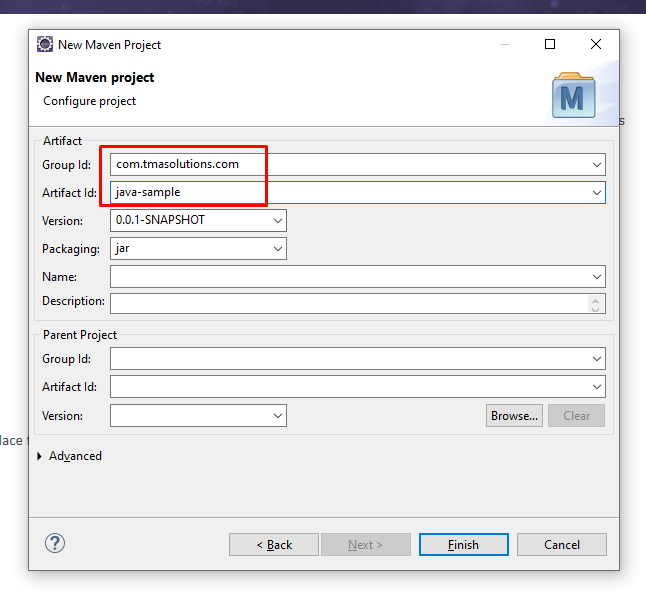 New Maven Project
New Maven project
Configure project
M
s
Artifact
Group Id: com.tmasolutions.com
Artifact Id: java-sample
Version: 0.0.1-SNAPSHOT
Packaging: jar
Name:
Description:
Parent Project
Group Id:
Artifact Id:
Version: Browse... Clear
lace
Advanced
? < Back Next > Finish Cancel